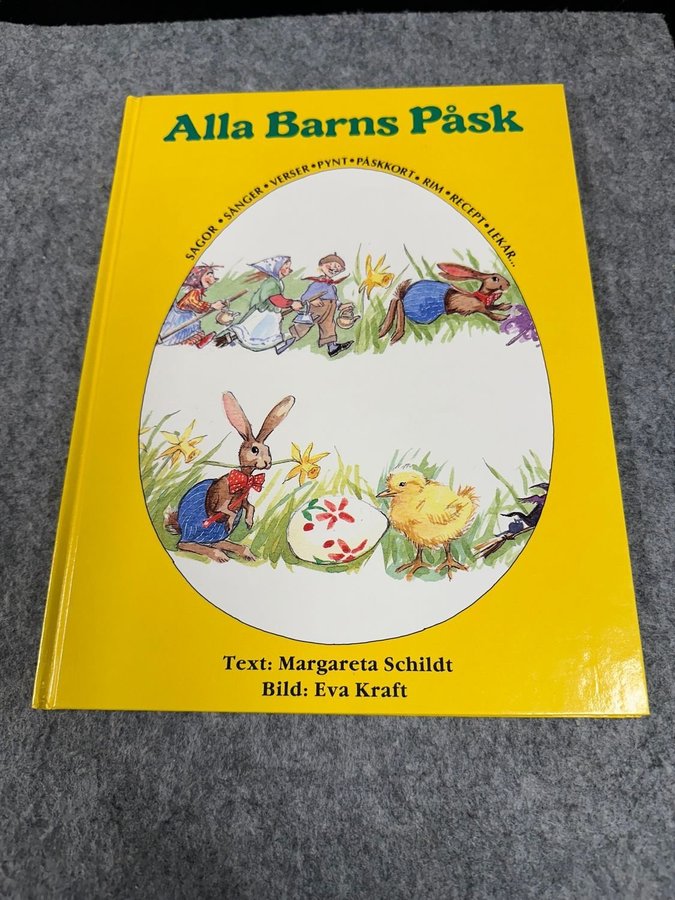 Alla Barns Påsk
SAGOR • SÅNGER • VERSER • PYNT • PÅSKKORT • RIM • RECEPT • LEKAR...
Text: Margareta Schildt
Bild: Eva Kraft